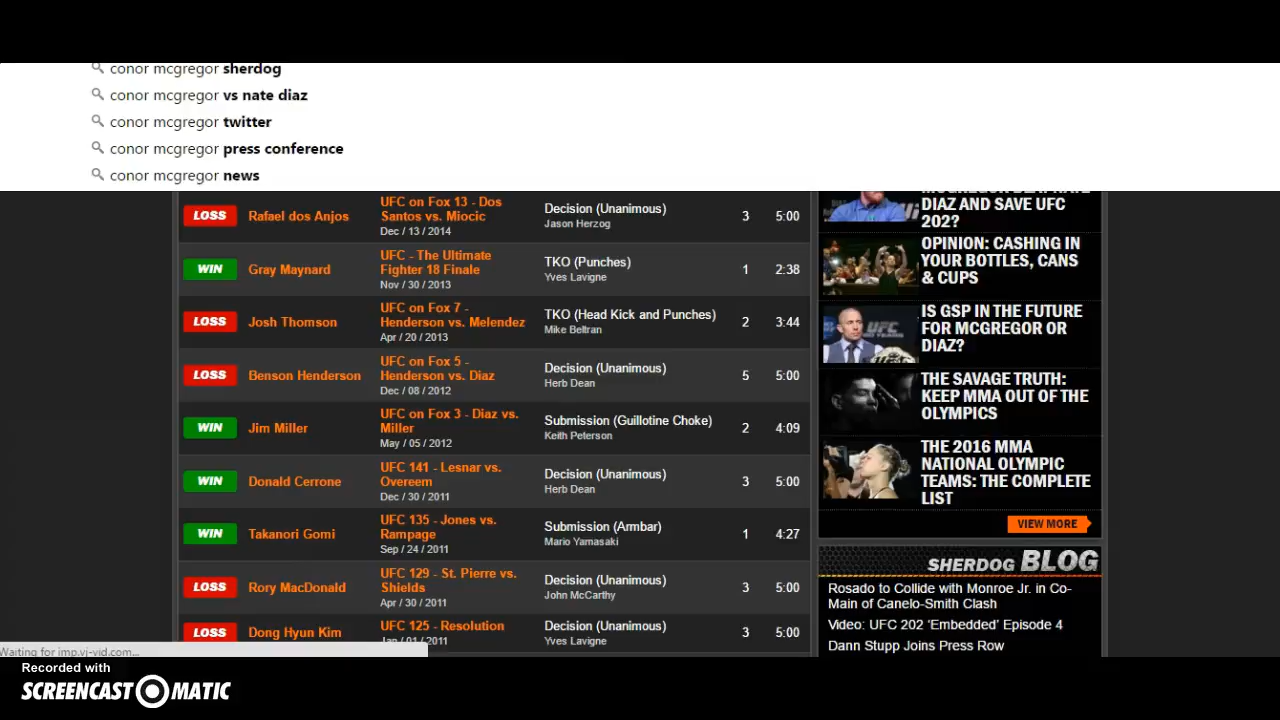 conor mcgregor sherdog
conor mcgregor vs nate diaz
conor mcgregor twitter
conor mcgregor press conference
conor mcgregor news
LOSS Rafael dos Anjos UFC on Fox 13 - Dos Santos vs. Miocic Dec / 13 / 2014 Decision (Unanimous) Jason Herzog 3 5:00
WIN Gray Maynard UFC - The Ultimate Fighter 18 Finale Nov / 30 / 2013 TKO (Punches) Yves Lavigne 1 2:38
LOSS Josh Thomson UFC on Fox 7 - Henderson vs. Melendez Apr / 20 / 2013 TKO (Head Kick and Punches) Mike Beltran 2 3:44
LOSS Benson Henderson UFC on Fox 5 - Henderson vs. Diaz Dec / 08 / 2012 Decision (Unanimous) Herb Dean 5 5:00
WIN Jim Miller UFC on Fox 3 - Diaz vs. Miller May / 05 / 2012 Submission (Guillotine Choke) Keith Peterson 2 4:09
WIN Donald Cerrone UFC 141 - Lesnar vs. Overeem Dec / 30 / 2011 Decision (Unanimous) Herb Dean 3 5:00
WIN Takanori Gomi UFC 135 - Jones vs. Rampage Sep / 24 / 2011 Submission (Armbar) Mario Yamasaki 1 4:27
LOSS Rory MacDonald UFC 129 - St. Pierre vs. Shields Apr / 30 / 2011 Decision (Unanimous) John McCarthy 3 5:00
LOSS Dong Hyun Kim UFC 125 - Resolution Jan / 01 / 2011 Decision (Unanimous) Yves Lavigne 3 5:00
DIAZ AND SAVE UFC
202?
OPINION: CASHING IN
YOUR BOTTLES, CANS
& CUPS
IS GSP IN THE FUTURE
FOR MCGREGOR OR
DIAZ?
THE SAVAGE TRUTH:
KEEP MMA OUT OF THE
OLYMPICS
THE 2016 MMA
NATIONAL OLYMPIC
TEAMS: THE COMPLETE
LIST
VIEW MORE
SHERDOG BLOG
Rosado to Collide with Monroe Jr. in Co-
Main of Canelo-Smith Clash
Video: UFC 202 'Embedded' Episode 4
Dann Stupp Joins Press Row
Waiting for imp.vj-vid.com...
Recorded with
SCREENCAST MATIC